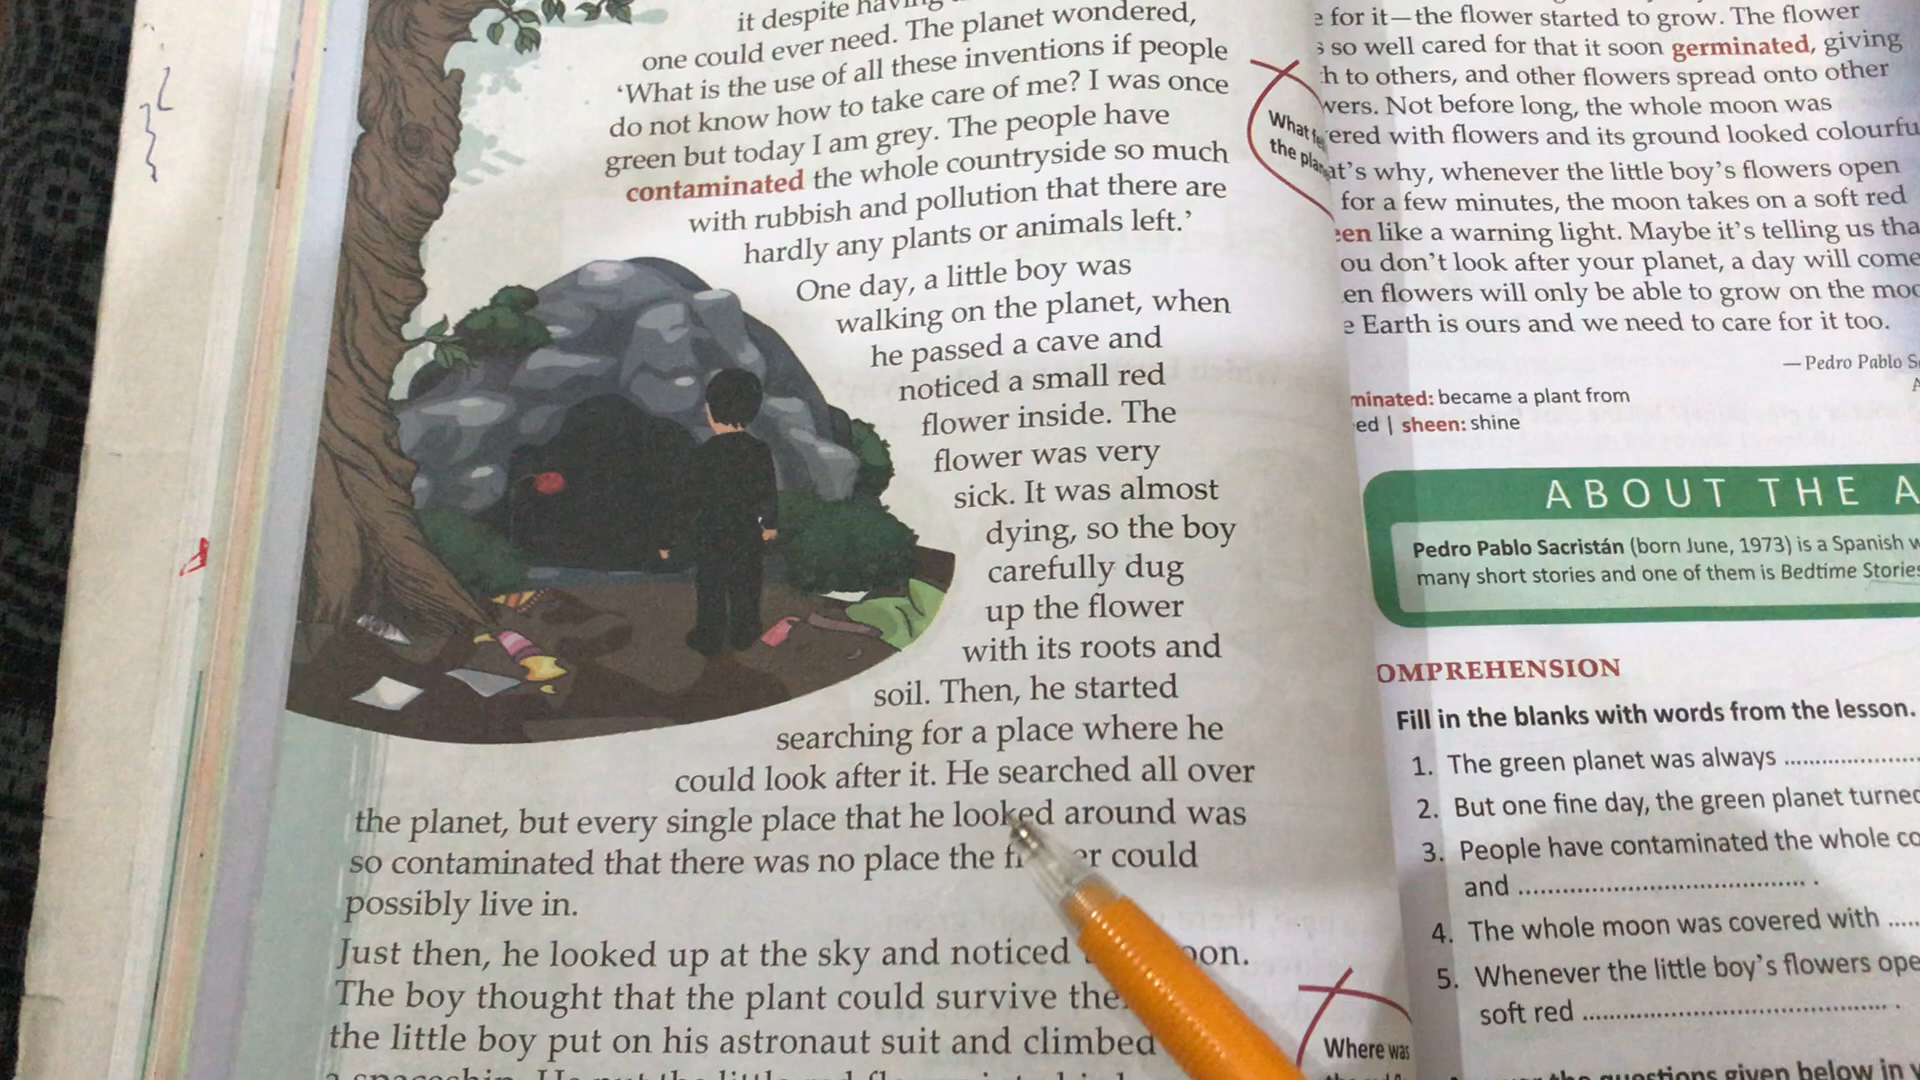 it despite
one could ever need. The planet wondered,
‘What is the use of all these inventions if people
do not know how to take care of me? I was once
green but today I am grey. The people have
contaminated the whole countryside so much
with rubbish and pollution that there are
hardly any plants or animals left.’
One day, a little boy was
walking on the planet, when
he passed a cave and
noticed a small red
flower inside. The
flower was very
sick. It was almost
dying, so the boy
carefully dug
up the flower
with its roots and
soil. Then, he started
searching for a place where he
could look after it. He searched all over
the planet, but every single place that he looked around was
so contaminated that there was no place the could
possibly live in.
Just then, he looked up at the sky and noticed
The boy thought that the plant could survive
the little boy put on his astronaut suit and climbed
What
the
Where was
for it—the flower started to grow. The flower
so well cared for that it soon germinated, giving
to others, and other flowers spread onto other
Not before long, the whole moon was
with flowers and its ground looked
why, whenever the little boy’s flowers open
for a few minutes, the moon takes on a soft red
like a warning light. Maybe it’s telling us
don’t look after your planet, a day will come
flowers will only be able to grow on the
Earth is ours and we need to care for it too.
—Pedro Pablo
became a plant from
| sheen: shine
ABOUT THE
Pedro Pablo Sacristán (born June, 1973) is a Spanish
many short stories and one of them is Bedtime
OMPREHENSION
Fill in the blanks with words from the lesson.
1. The green planet was always ..................
2. But one fine day, the green planet
3. People have contaminated the whole
and .......................................... .
4. The whole moon was covered with .....
5. Whenever the little boy’s flowers
soft red ............................................ .
questions given below in